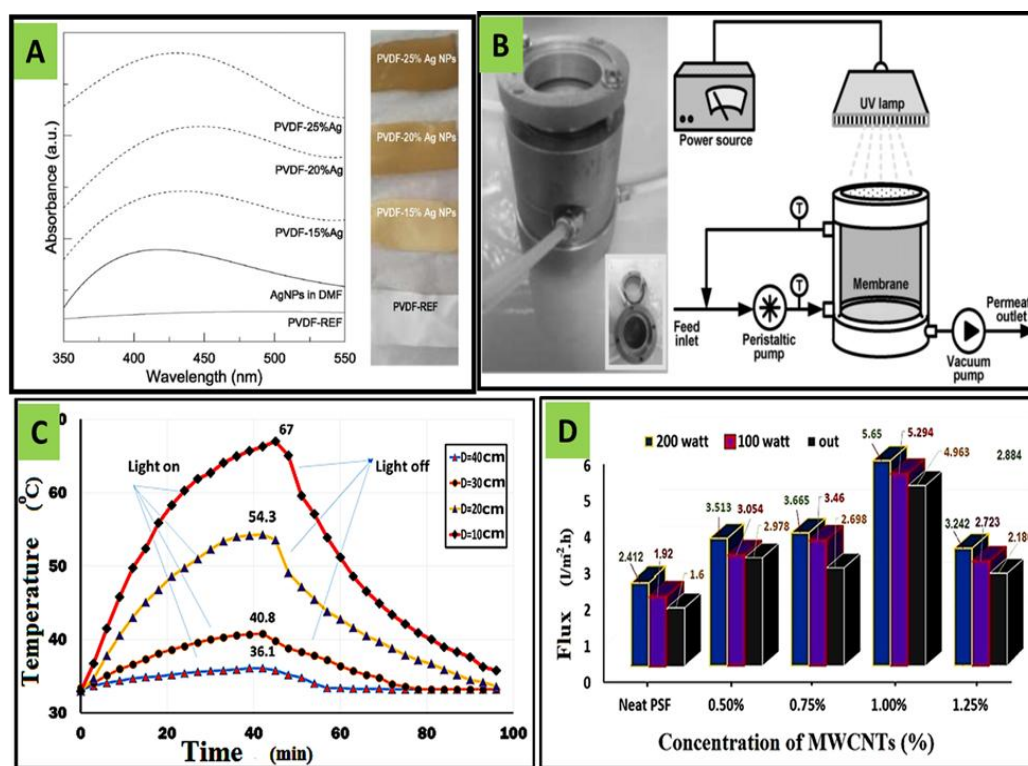 A
Absorbance (a.u.)
PVDF-25%Ag
PVDF-20%Ag
PVDF-15%Ag
AgNPs in DMF
PVDF-REF
350
400
450
500
550
Wavelength (nm)
PVDF-25% Ag NPs
PVDF-20% Ag NPs
PVDF-15% Ag NPs
PVDF-REF
B
Power source
UV lamp
T
T
Membrane
Feed inlet
Peristaltic
pump
Vacuum
pump
Permeat
outlet
C
Temperature (°C)
60
50
40
30
0
20
40
60
80
100
Time (min)
Light on
Light off
67
54.3
40.8
36.1
D=40cm
D=30cm
D=20cm
D=10cm
D
200 watt
100 watt
out
Flux (l/m².h)
6
5
4
3
2
1
0
2.412
1.92
1.6
3.513
3.054
2.978
3.665
3.46
2.698
5.65
5.294
4.963
2.884
3.242
2.723
Neat PSF
0.50%
0.75%
1.00%
1.25%
Concentration of MWCNTs (%)